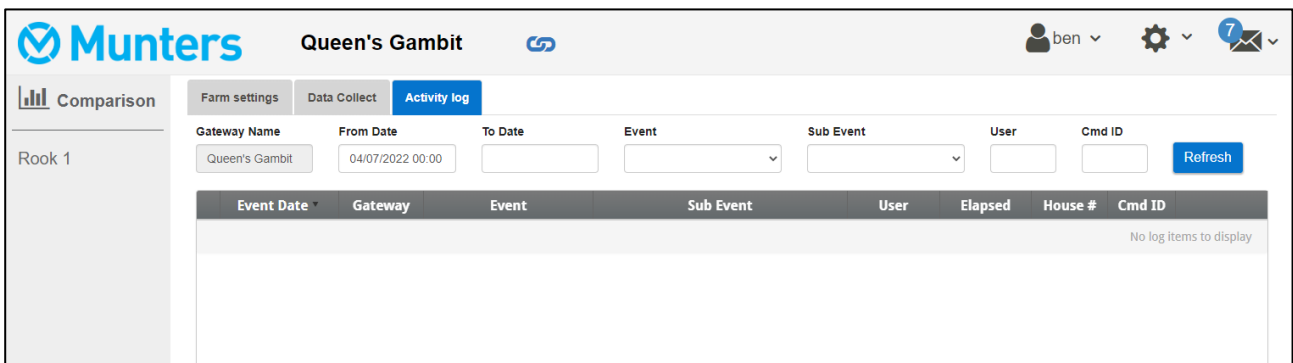 Munters Queen's Gambit ben 7
Comparison Farm settings Data Collect Activity log
Gateway Name From Date To Date Event Sub Event User Cmd ID
Rook 1 Queen's Gambit 04/07/2022 00:00 Refresh
Event Date Gateway Event Sub Event User Elapsed House # Cmd ID
No log items to display